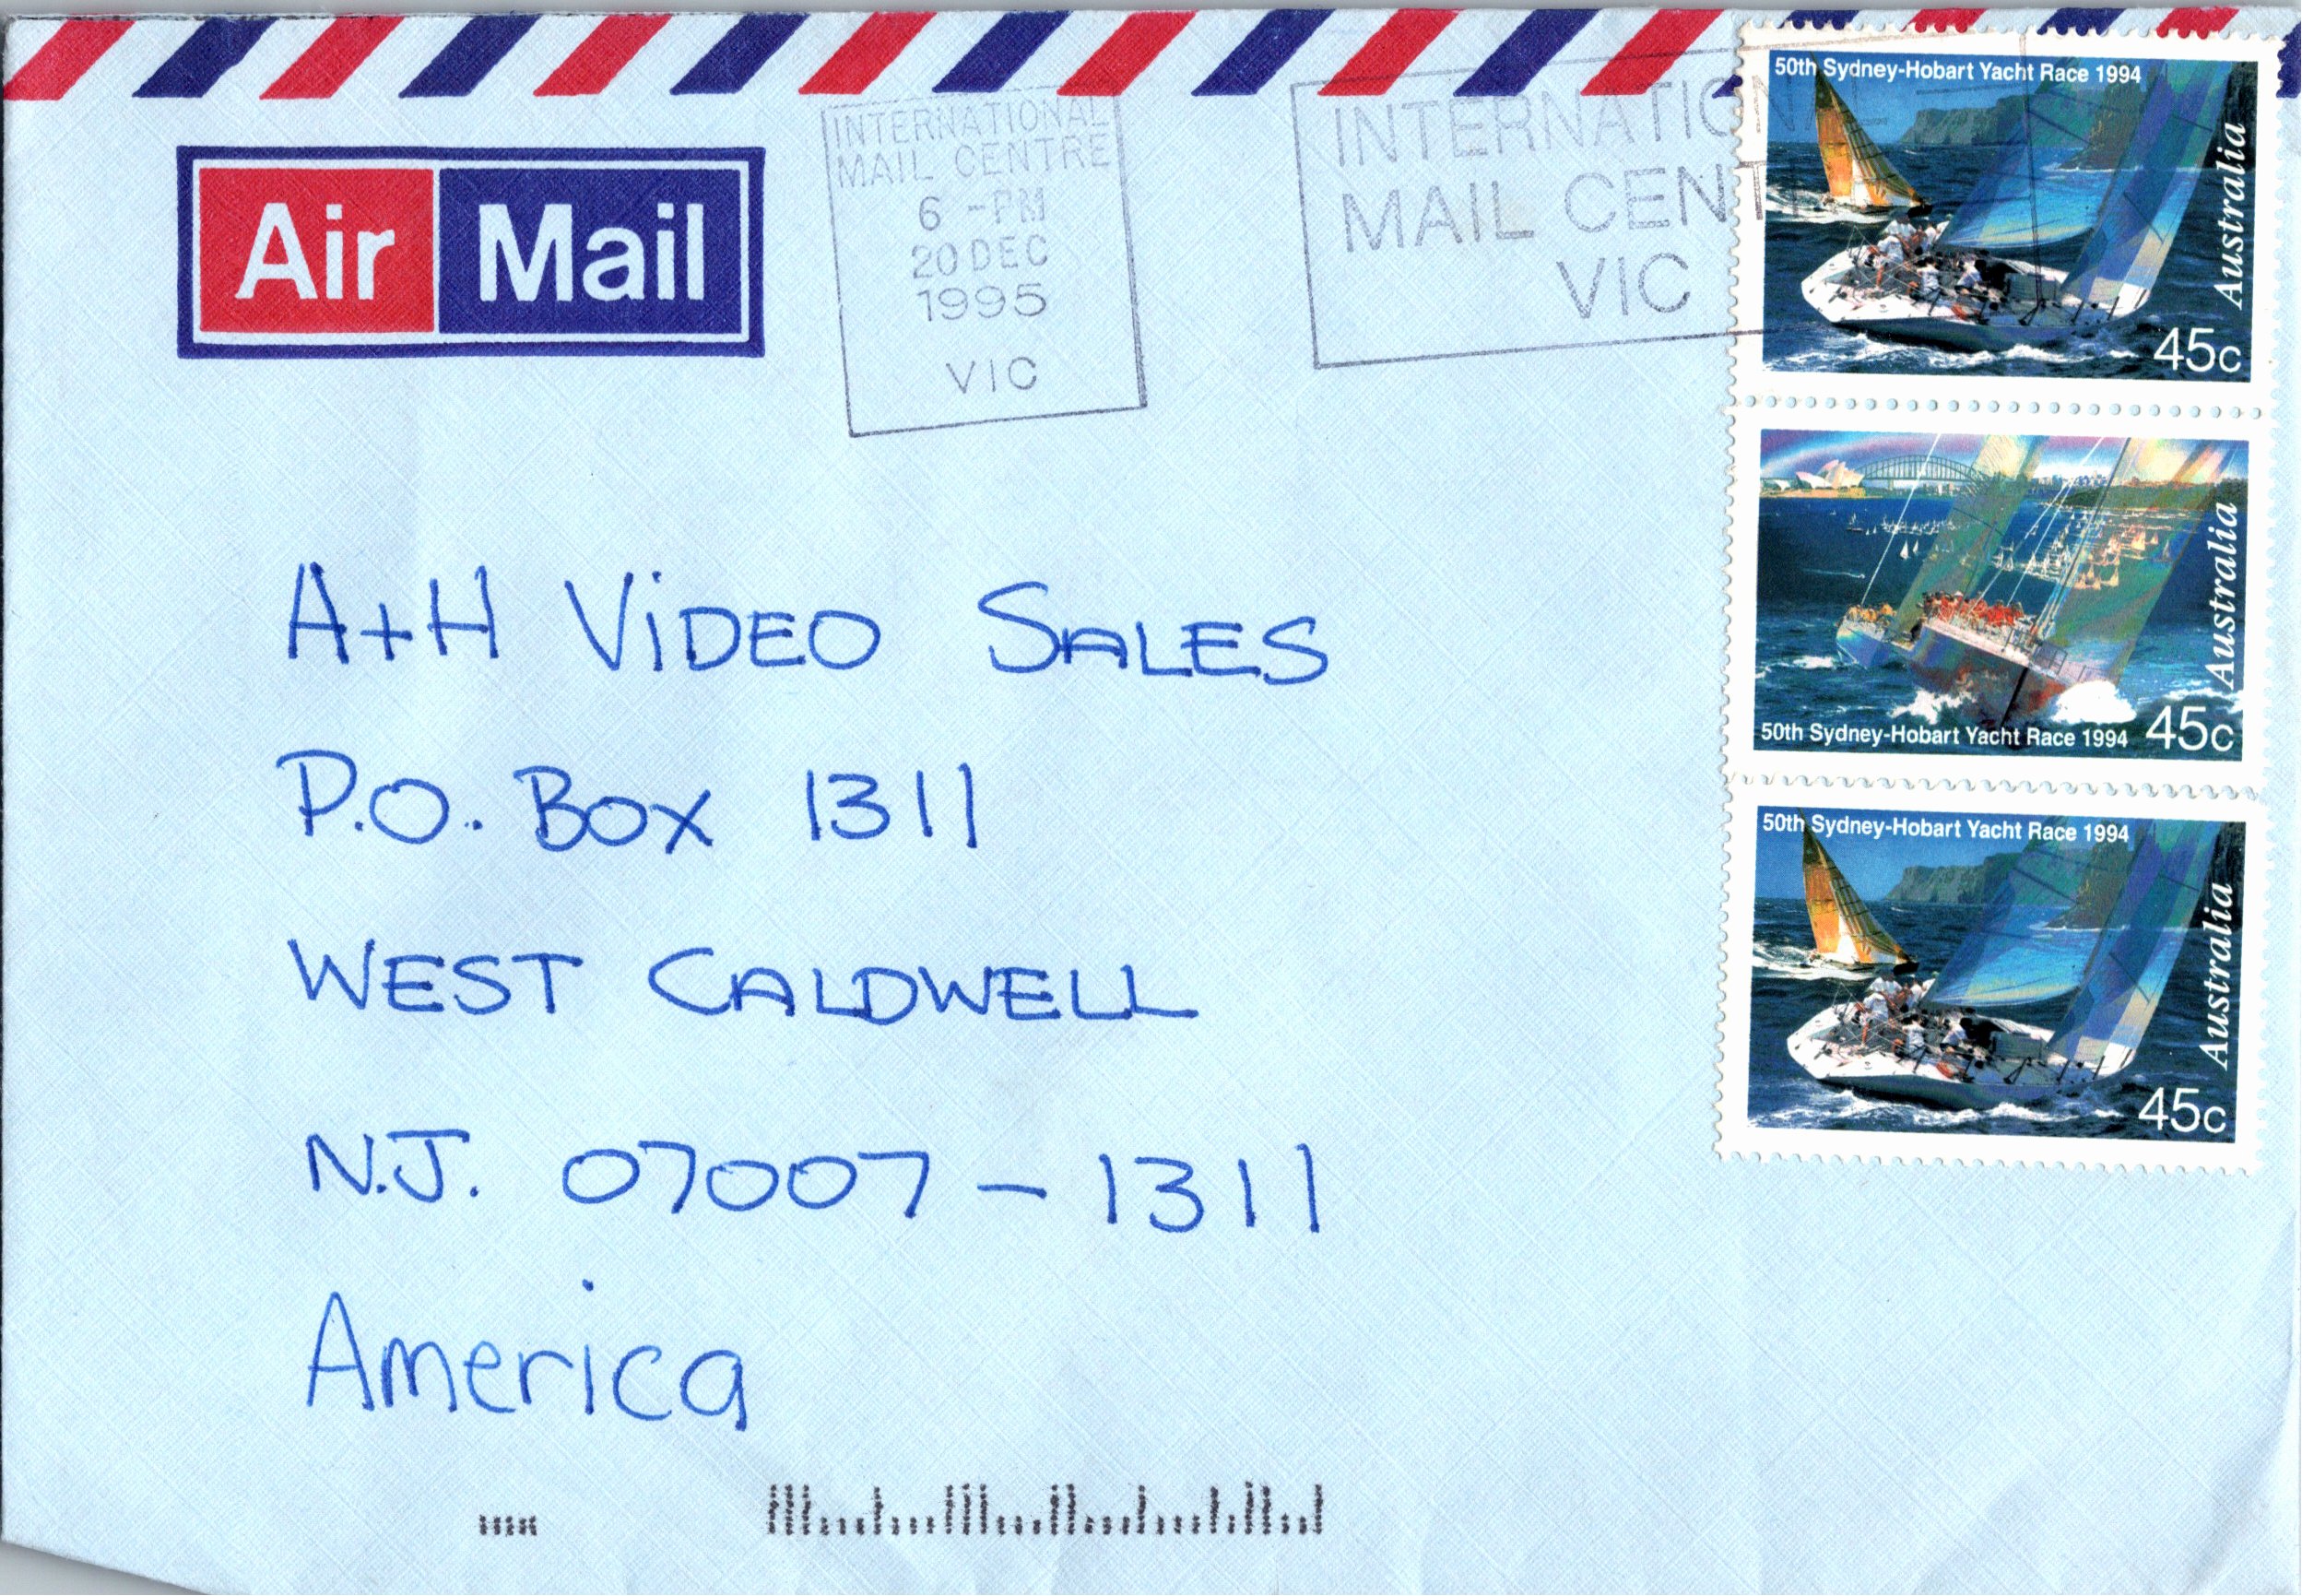 Air Mail
INTERNATIONAL
MAIL CENTRE
6 -PM
20 DEC
1995
VIC
INTERNATIONAL
MAIL CENT
VIC
50th Sydney-Hobart Yacht Race 1994
Australia
45c
Australia
50th Sydney-Hobart Yacht Race 1994 45c
50th Sydney-Hobart Yacht Race 1994
Australia
45c
A+H ViDEO SALES
P.O. BOX 1311
WEST CALDWELL
N.J. 07007 - 1311
America